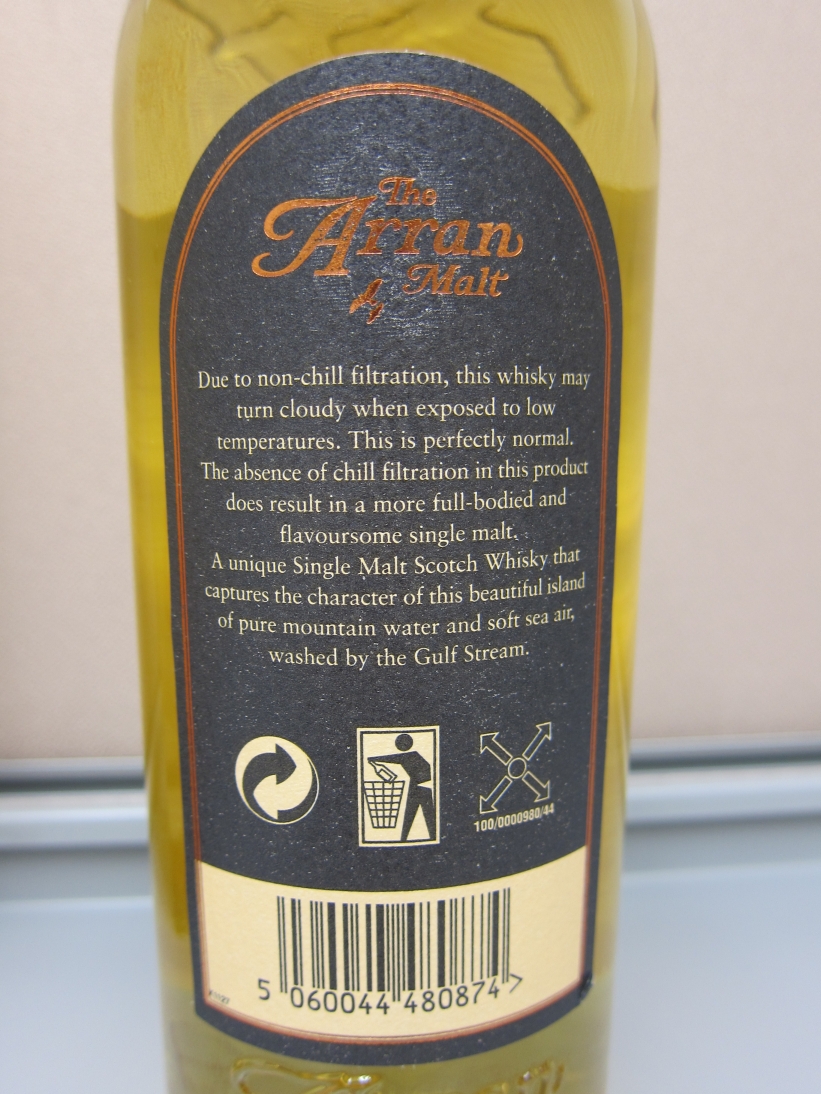 The
Arran
Malt
Due to non-chill filtration, this whisky may
turn cloudy when exposed to low
temperatures. This is perfectly normal.
The absence of chill filtration in this product
does result in a more full-bodied and
flavoursome single malt.
A unique Single Malt Scotch Whisky that
captures the character of this beautiful island
of pure mountain water and soft sea air,
washed by the Gulf Stream.
100/0000980/44
5 060044 480874 >